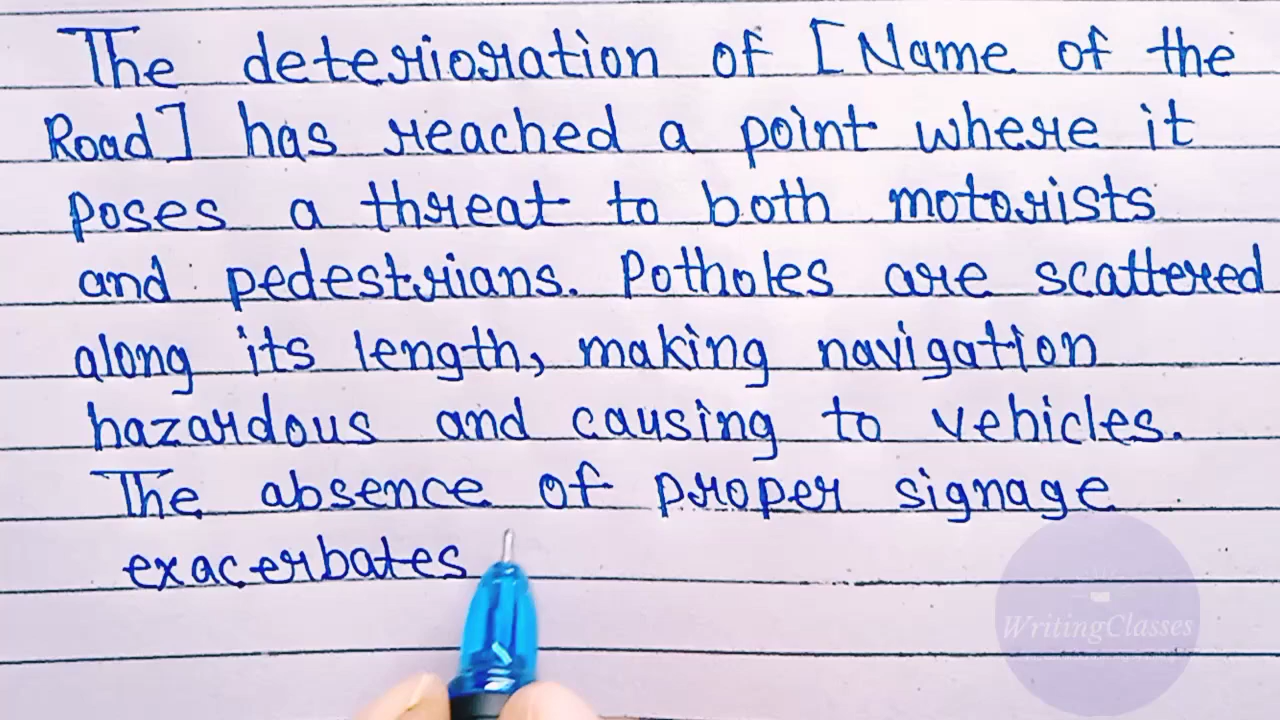 The deterioration of [Name of the
Road] has reached a point where it
poses a threat to both motorists
and pedestrians. Potholes are scattered
along its length, making navigation
hazardous and causing to vehicles.
The absence of proper signage
exacerbates
WritingClasses